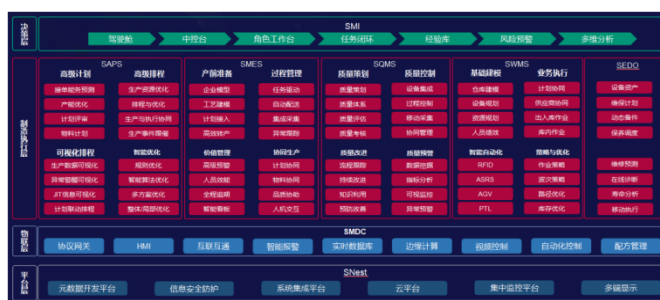 决策层
SMI
驾驶舱 中控台 角色工作台 任务闭环 经验库 风险预警 多维分析
制造执行层
SAPS SMES SQMS SWMS SEDO
高级计划 高级排程 产前准备 过程管理 质量策划 质量控制 基础建模 业务执行
接单能务预测 生产资源优化 企业模型 任务驱动 质量策划 设备集成 仓库建模 计划协同 设备资产
产能优化 排程与优化 工艺建模 自动配送 质量体系 过程控制 设备规划 供应商协同 维保计划
计划评审 生产与执行协同 计划接入 集成采集 质量评估 移动采集 资源规划 出入库作业 动态备件
物料计划 生产事件限催 高效转产 异常跟踪 质量考核 协同管理 人员绩效 库内作业 保养调度
可视化排程 价值管理 协同生产 质量改进 质量预警 智能自动化 策略与优化
生产数据可视化 规则优化 高级预警 计划协同 流程跟踪 数据挖掘 RFID 作业策略 维修预测
异常警醒可视化 智能算法优化 人员效能 物料协同 持续改进 指标分析 ASRS 波次策略 在线诊断
JIT信息可视化 多方案优化 全程追溯 品质协助 知识利用 可视监控 AGV 路径优化 寿命分析
计划联动排程 整体/局部优化 智能看板 人机交互 预防改善 异常预警 PTL 库存优化 移动执行
物联层
SMDC
协议网关 HMI 互联互通 智能报警 实时数据库 边缘计算 视频控制 自动化控制 配方管理
平台层
SNest
元数据开发平台 信息安全防护 系统集成平台 云平台 集中监控平台 多端显示